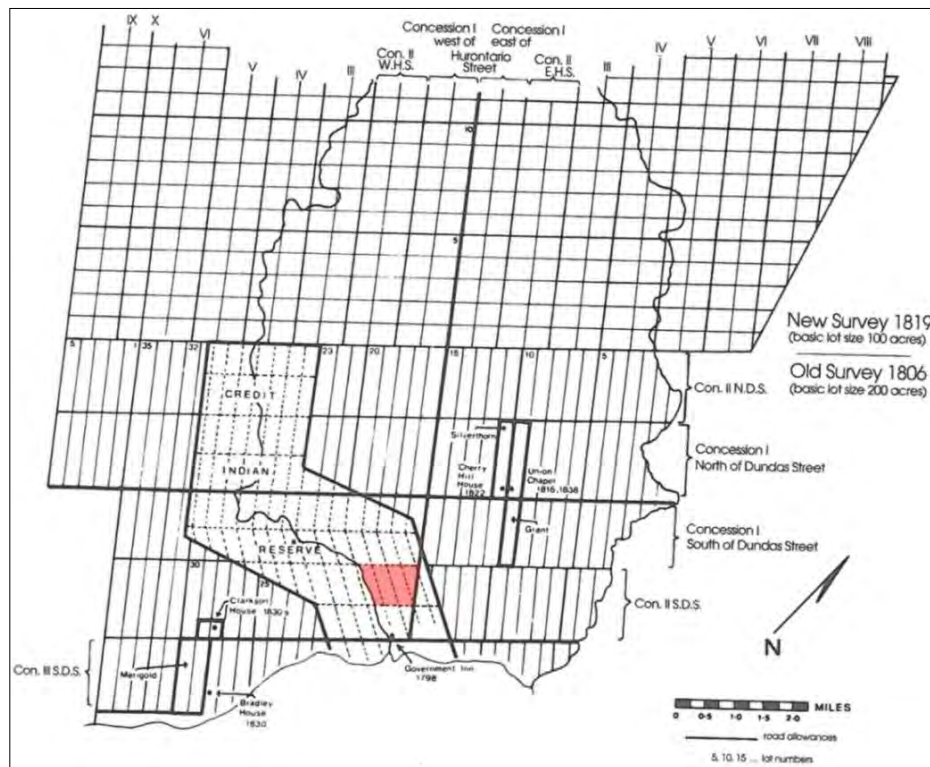 IX X
VI
V
IV
III
Con. II
W.H.S.
Concession I
west of
Hurontario
Street
Concession I
east of
Con. II
E.H.S.
III
IV
V
VI
VII
VIII
10
5
New Survey 1819
(basic lot size 100 acres)
Old Survey 1806
(basic lot size 200 acres)
5
1
35
32
23
20
15
10
5
Con. II N.D.S.
CREDIT
INDIAN
RESERVE
Silverthorn
Cherry
Hill
House
1822
Union
Chapel
1816, 1838
Grant
Concession I
North of Dundas Street
Concession I
South of Dundas Street
Con. II S.D.S.
30
25
Clarkson
House 1830's
Con. III S.D.S.
Merigold
Bradley
House
1830
Government Inn
1798
N
MILES
0 0·5 1·0 1·5 2·0
road allowances
5, 10, 15 ... lot numbers